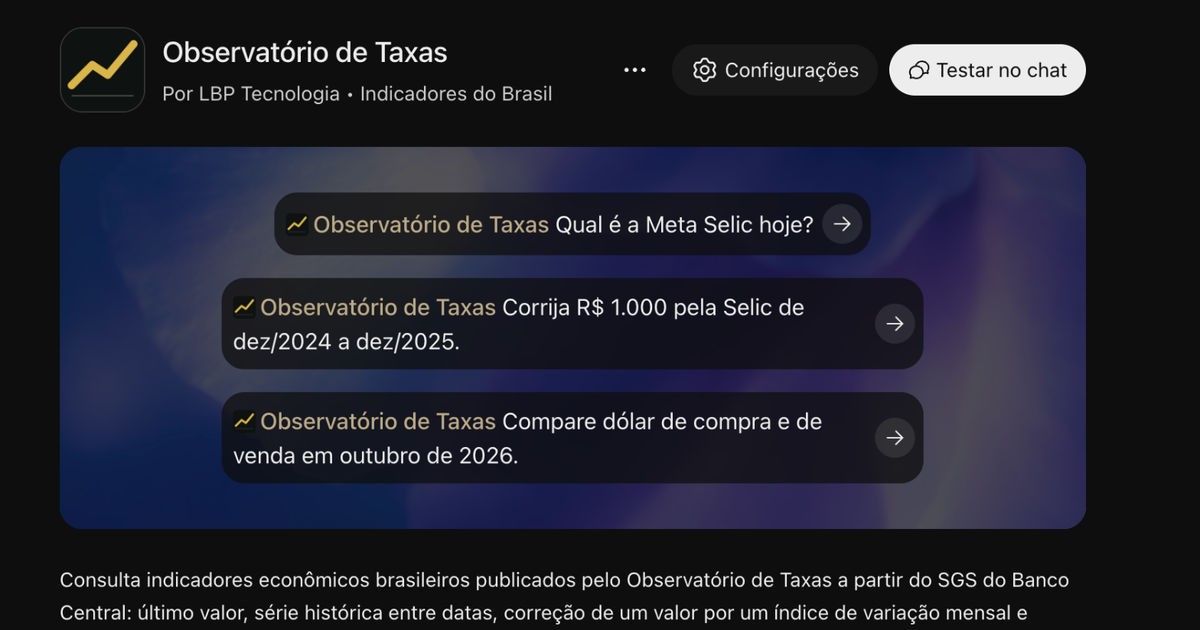 Observatório de Taxas
Por LBP Tecnologia • Indicadores do Brasil
... Configurações Testar no chat
Observatório de Taxas Qual é a Meta Selic hoje?
Observatório de Taxas Corrija R$ 1.000 pela Selic de
dez/2024 a dez/2025.
Observatório de Taxas Compare dólar de compra e de
venda em outubro de 2026.
Consulta indicadores econômicos brasileiros publicados pelo Observatório de Taxas a partir do SGS do Banco
Central: último valor, série histórica entre datas, correção de um valor por um índice de variação mensal e